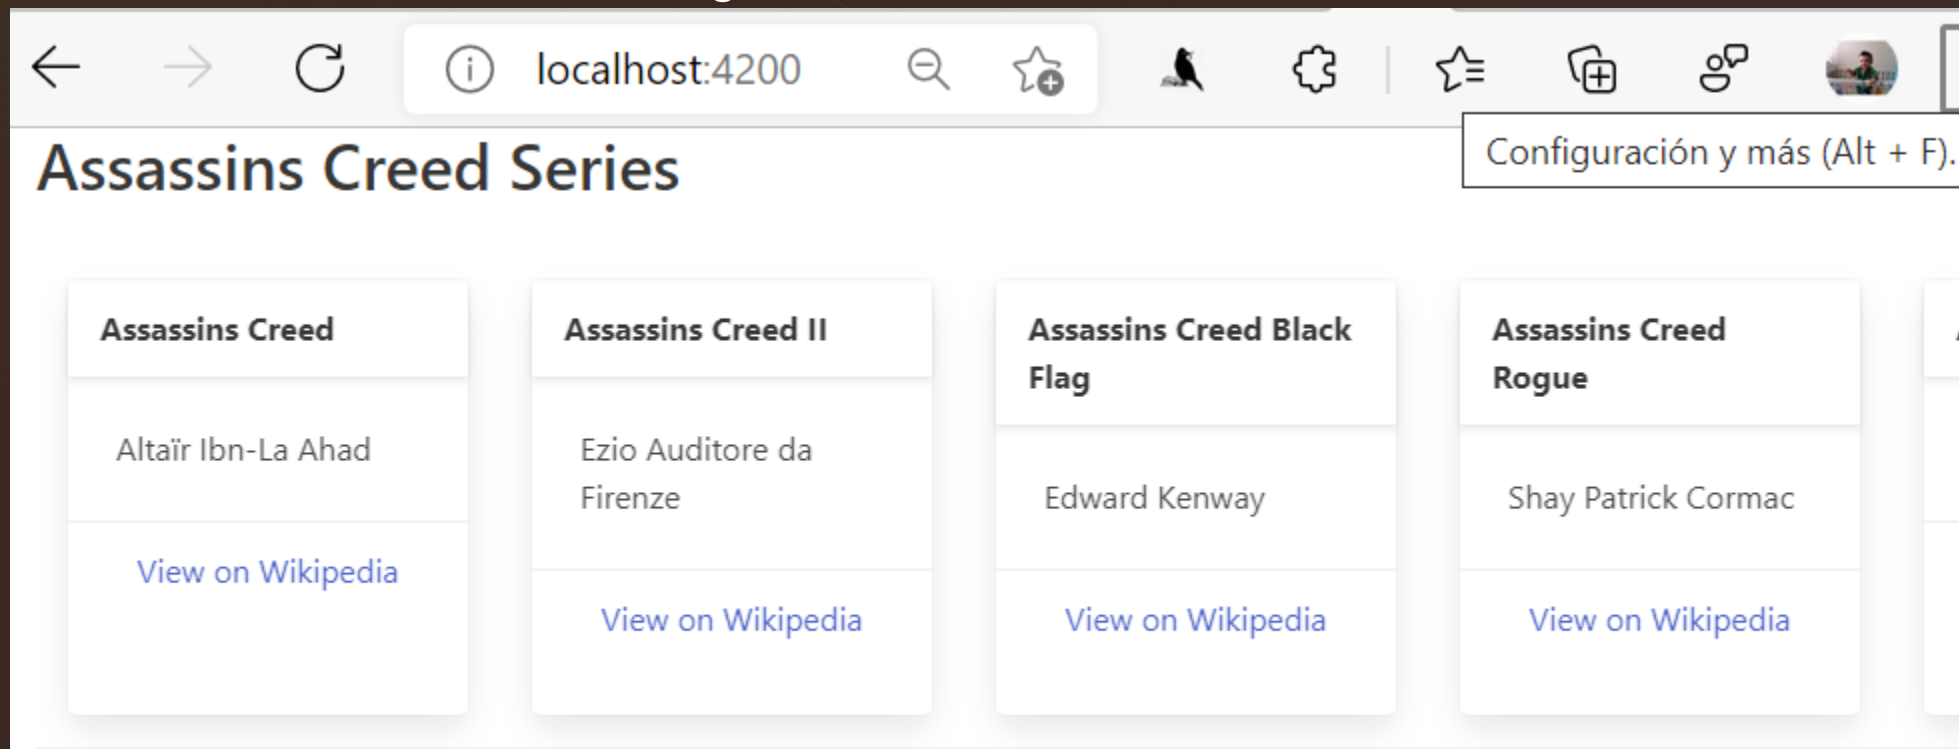 localhost:4200
Configuración y más (Alt + F).
Assassins Creed Series
Assassins Creed
Altaïr Ibn-La Ahad
View on Wikipedia
Assassins Creed II
Ezio Auditore da
Firenze
View on Wikipedia
Assassins Creed Black
Flag
Edward Kenway
View on Wikipedia
Assassins Creed
Rogue
Shay Patrick Cormac
View on Wikipedia